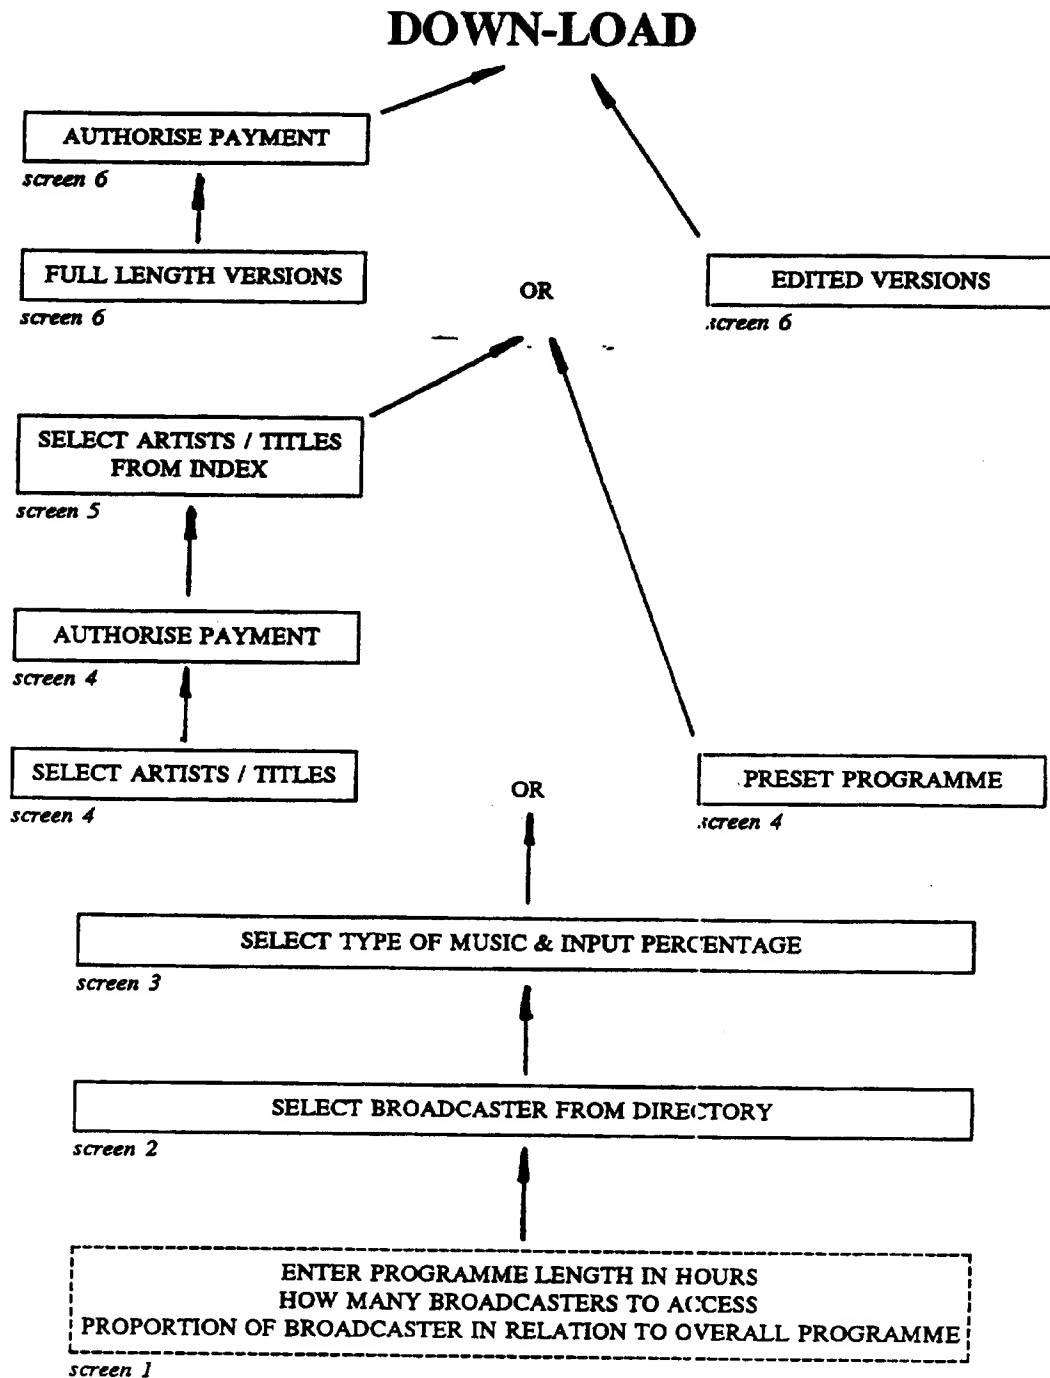 DOWN-LOAD
AUTHORISE PAYMENT
screen 6
FULL LENGTH VERSIONS
screen 6
OR
EDITED VERSIONS
screen 6
SELECT ARTISTS / TITLES
FROM INDEX
screen 5
AUTHORISE PAYMENT
screen 4
SELECT ARTISTS / TITLES
screen 4
OR
PRESET PROGRAMME
screen 4
SELECT TYPE OF MUSIC & INPUT PERCENTAGE
screen 3
SELECT BROADCASTER FROM DIRECTORY
screen 2
ENTER PROGRAMME LENGTH IN HOURS
HOW MANY BROADCASTERS TO ACCESS
PROPORTION OF BROADCASTER IN RELATION TO OVERALL PROGRAMME
screen 1